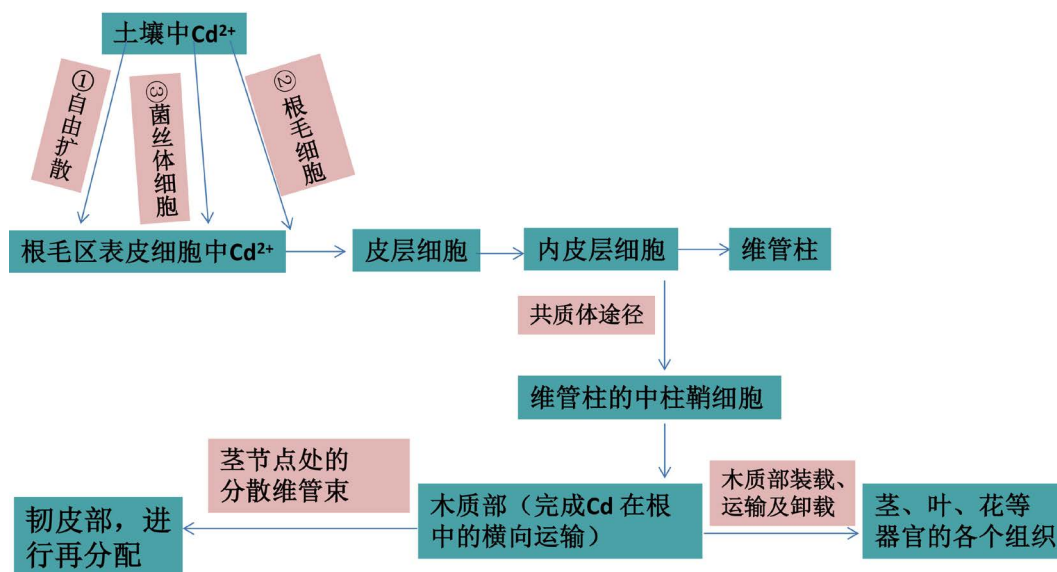 土壤中Cd²⁺
①自由扩散
③菌丝体细胞
②根毛细胞
根毛区表皮细胞中Cd²⁺
皮层细胞
内皮层细胞
维管柱
共质体途径
维管柱的中柱鞘细胞
茎节点处的
分散维管束
木质部装载、
运输及卸载
韧皮部，进
行再分配
木质部（完成Cd 在根
中的横向运输）
茎、叶、花等
器官的各个组织